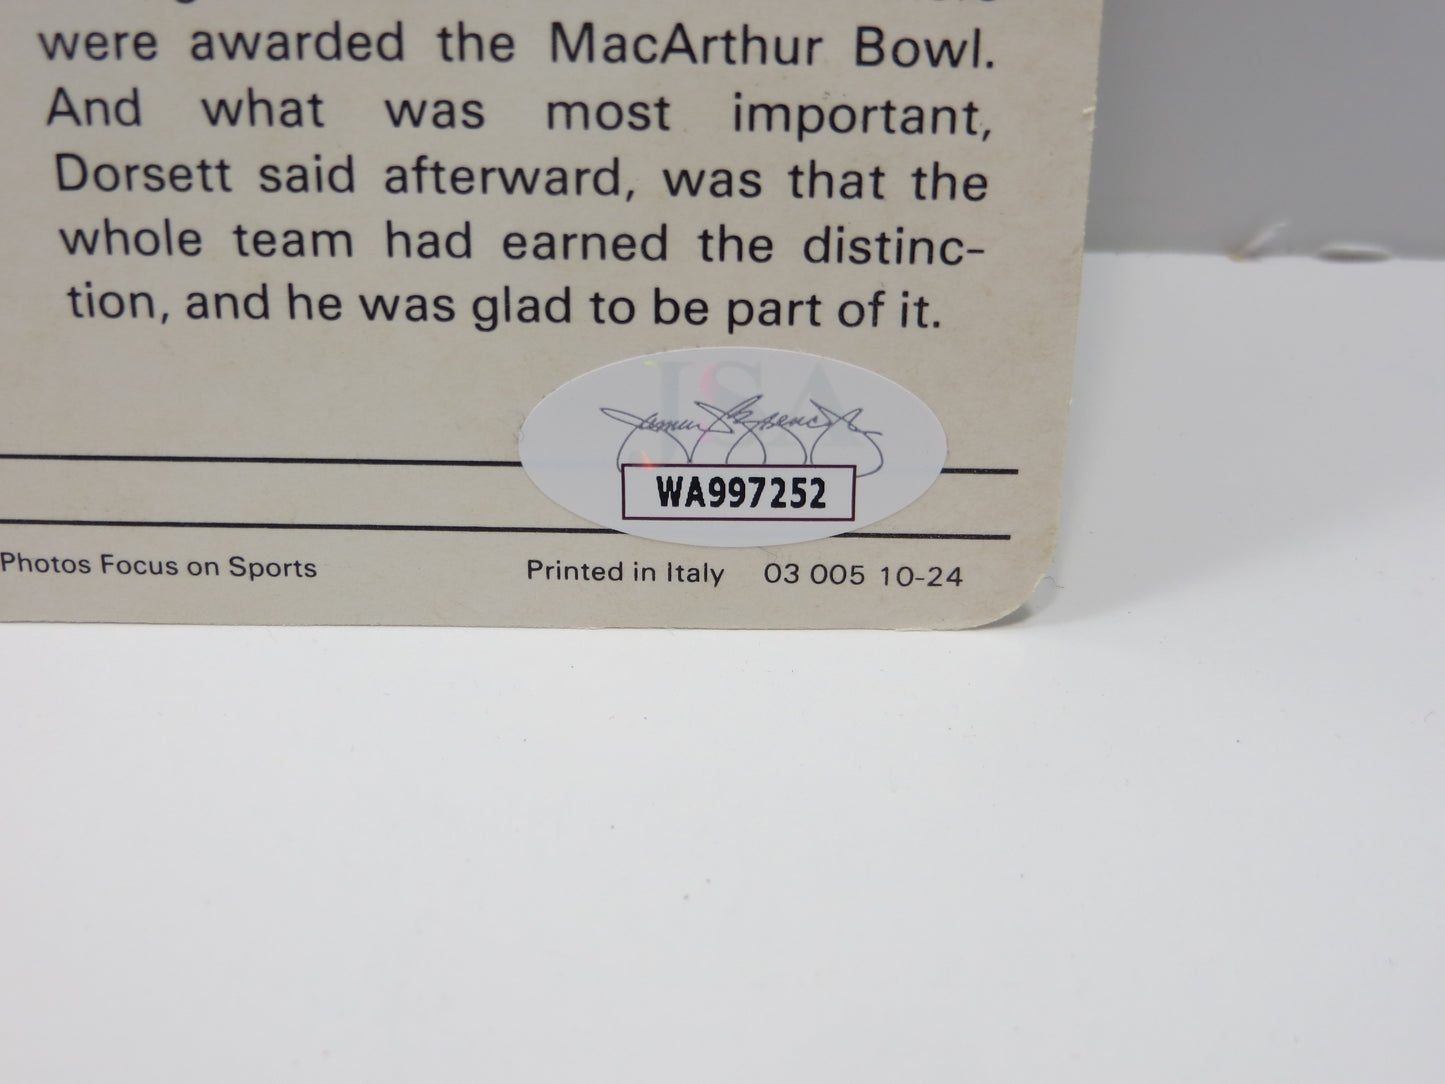 were awarded the MacArthur Bowl.
And what was most important,
Dorsett said afterward, was that the
whole team had earned the distinc-
tion, and he was glad to be part of it.
JSA
WA997252
Photos Focus on Sports
Printed in Italy 03 005 10-24